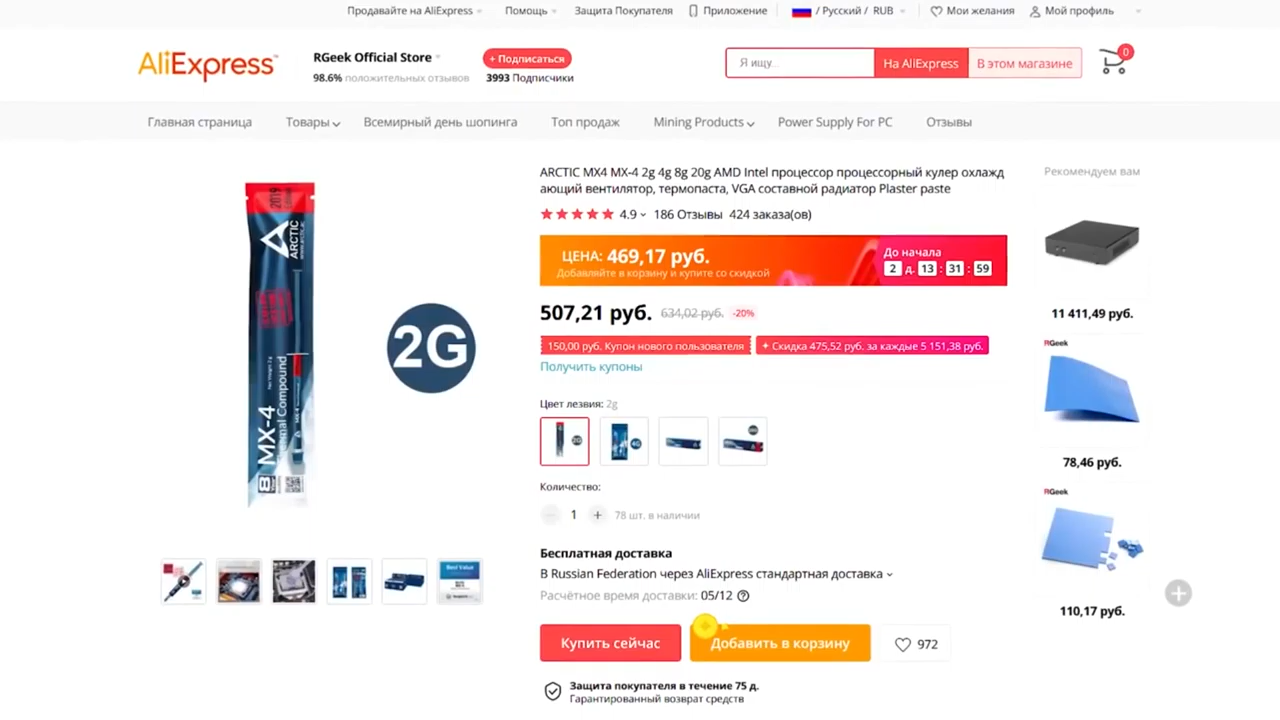 Продавайте на AliExpress
Помощь
Защита Покупателя
Приложение
/ Русский / RUB
Мои желания
Мой профиль
AliExpress
RGeek Official Store
98.6% положительных отзывов
+ Подписаться
3993 Подписчики
Я ищу...
На AliExpress
В этом магазине
0
Главная страница
Товары
Всемирный день шопинга
Топ продаж
Mining Products
Power Supply For PC
Отзывы
2019
ARCTIC
MX-4
Thermal Compound
8
2G
ARCTIC MX4 MX-4 2g 4g 8g 20g AMD Intel процессор процессорный кулер охлажд
ающий вентилятор, термопаста, VGA составной радиатор Plaster paste
4.9
186 Отзывы
424 заказа(ов)
ЦЕНА: 469,17 руб.
Добавляйте в корзину и купите со скидкой
До начала
2 д. 13 : 31 : 59
507,21 руб.
634,02 руб.
-20%
150,00 руб. Купон нового пользователя
+ Скидка 475,52 руб. за каждые 5 151,38 руб.
Получить купоны
Цвет лезвия: 2g
2G
4G
Количество:
1
+
78 шт. в наличии
Бесплатная доставка
В Russian Federation через AliExpress стандартная доставка
Расчётное время доставки: 05/12
Купить сейчас
Добавить в корзину
972
Защита покупателя в течение 75 д.
Гарантированный возврат средств
Best Value
Рекомендуем вам
11 411,49 руб.
RGeek
78,46 руб.
RGeek
110,17 руб.